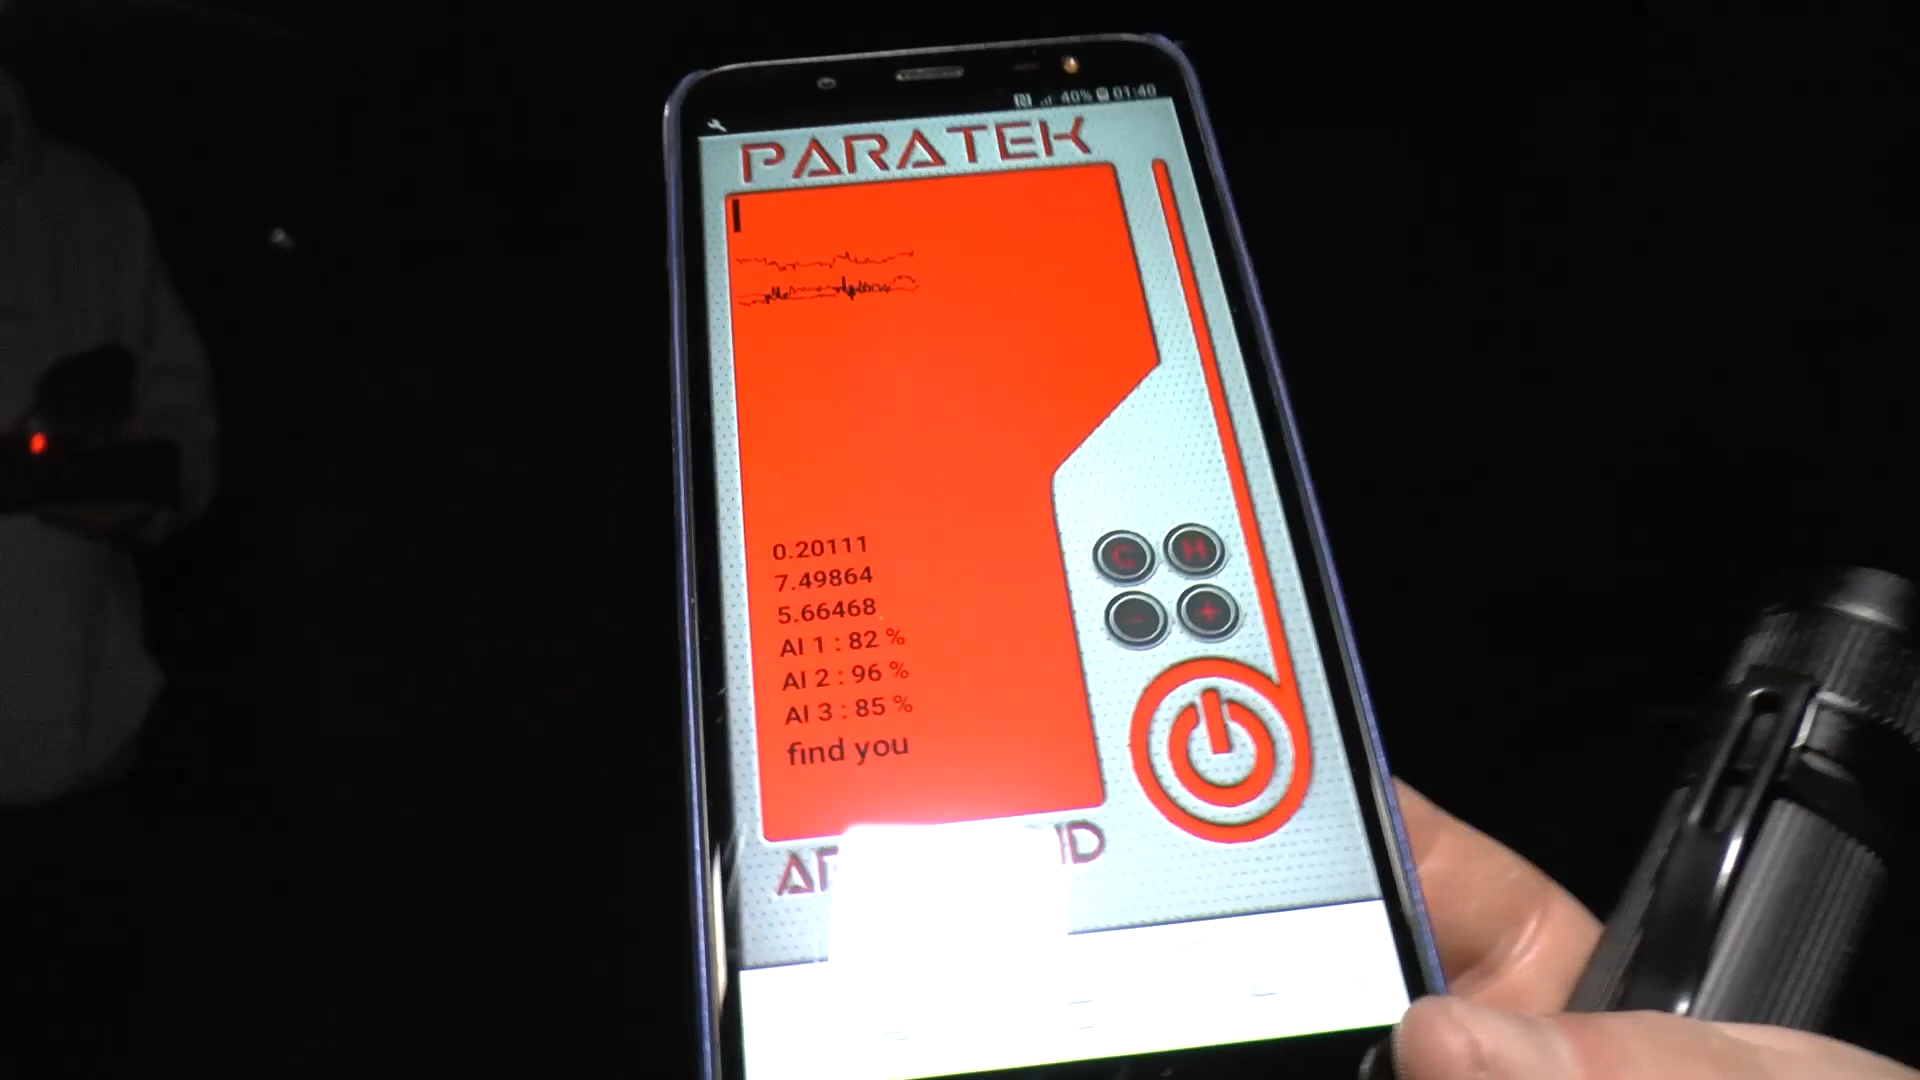 40% 01:40
PARATEK
0.20111
7.49864
5.66468
AI 1 : 82 %
AI 2 : 96 %
AI 3 : 85 %
find you
C H
- +